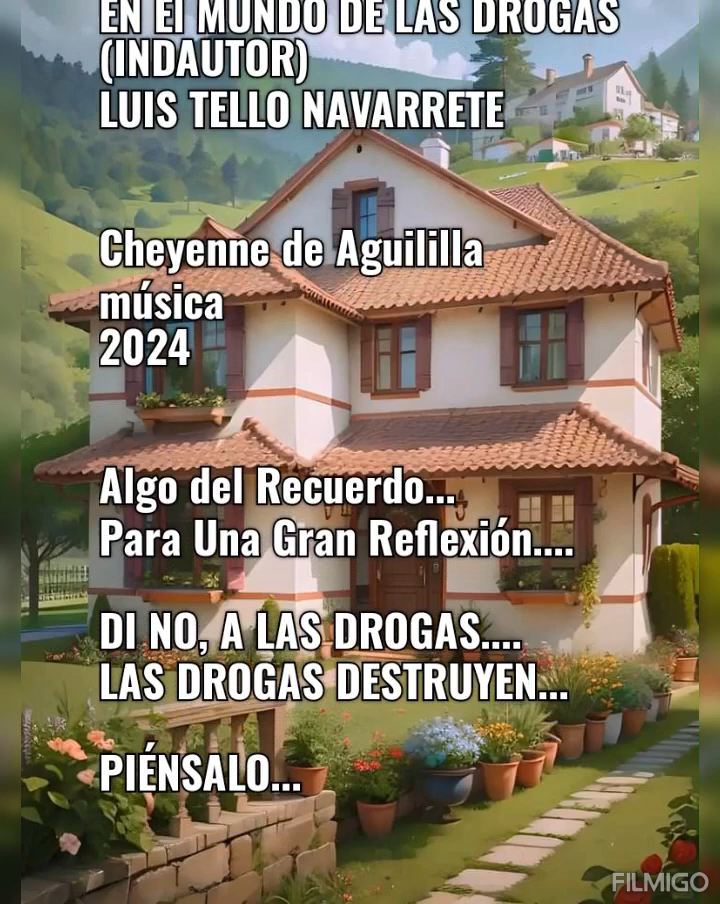 EN El MUNDO DE LAS DROGAS
(INDAUTOR)
LUIS TELLO NAVARRETE
Cheyenne de Aguililla
música
2024
Algo del Recuerdo...
Para Una Gran Reflexión....
DI NO, A LAS DROGAS....
LAS DROGAS DESTRUYEN...
PIÉNSALO...
FILMIGO